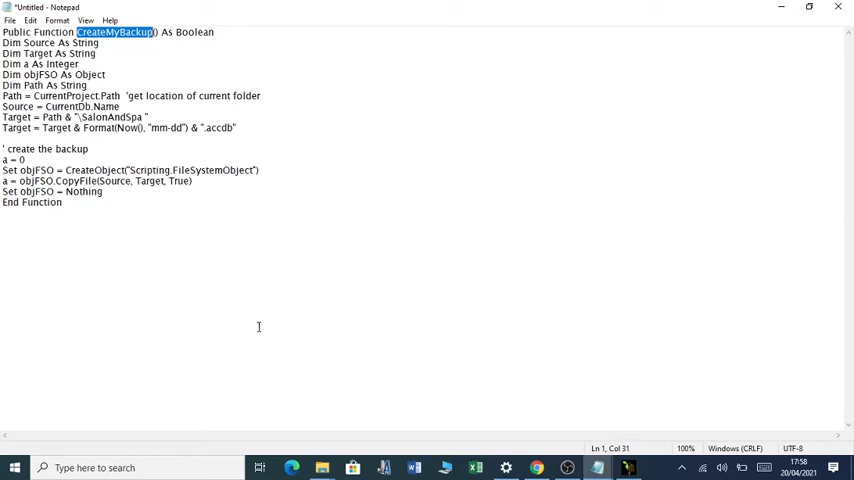 *Untitled - Notepad
File Edit Format View Help
Public Function CreateMyBackup() As Boolean
Dim Source As String
Dim Target As String
Dim a As Integer
Dim objFSO As Object
Dim Path As String
Path = CurrentProject.Path  'get location of current folder
Source = CurrentDb.Name
Target = Path & "\SalonAndSpa "
Target = Target & Format(Now(), "mm-dd") & ".accdb"
' create the backup
a = 0
Set objFSO = CreateObject("Scripting.FileSystemObject")
a = objFSO.CopyFile(Source, Target, True)
Set objFSO = Nothing
End Function
Ln 1, Col 31 100% Windows (CRLF) UTF-8
Type here to search
17:58
20/04/2021